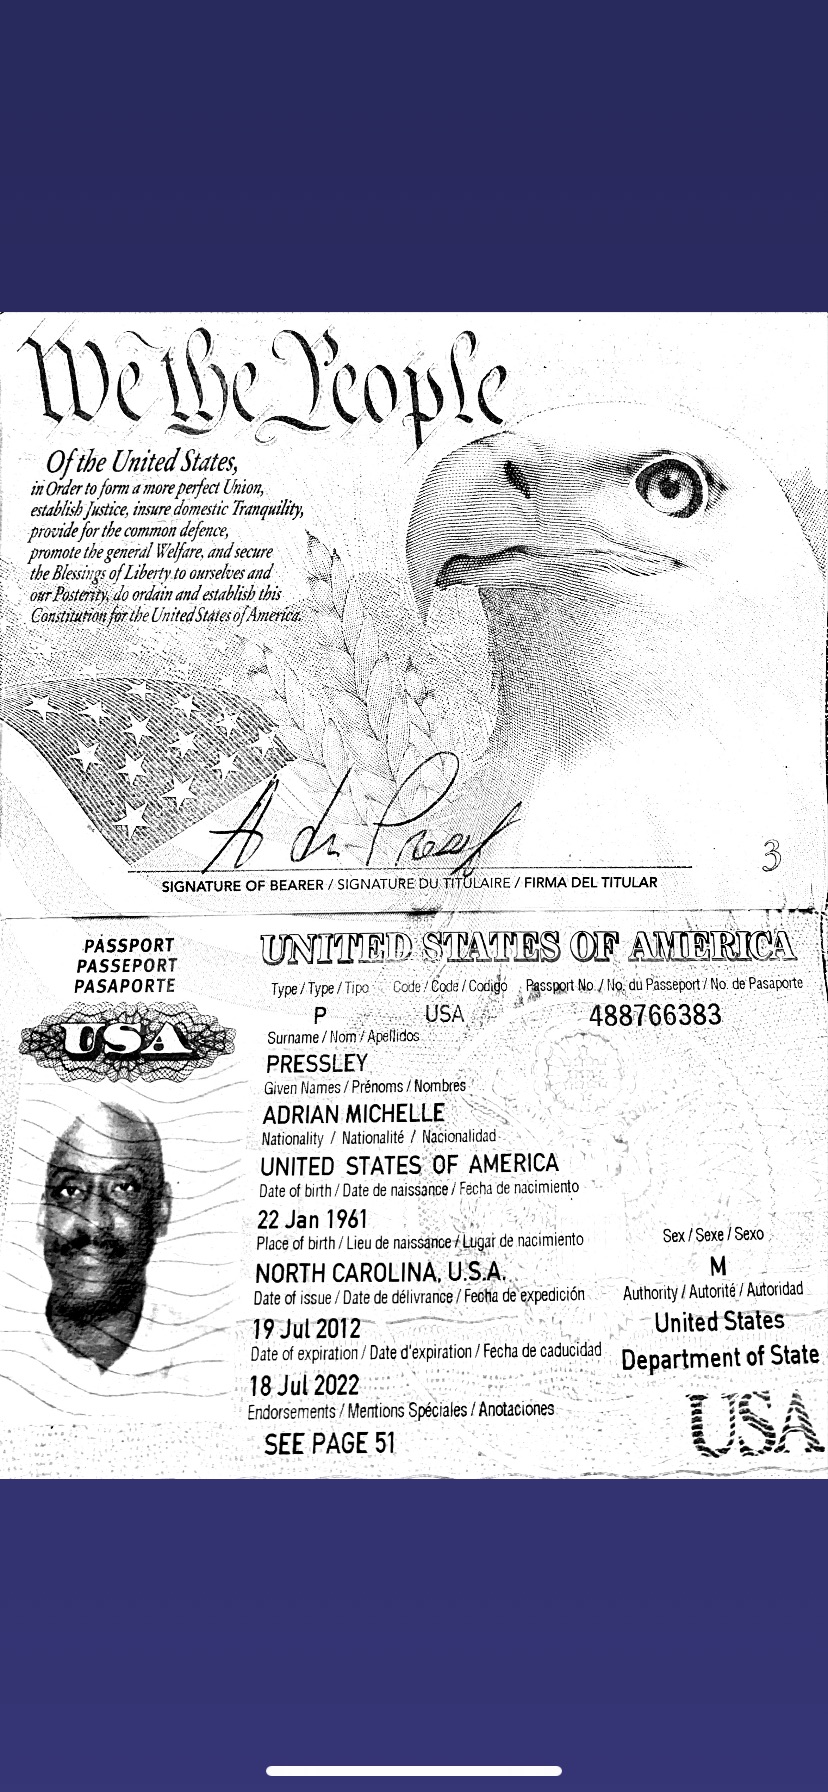 We the People
Of the United States,
in Order to form a more perfect Union,
establish Justice, insure domestic Tranquility,
provide for the common defence,
promote the general Welfare, and secure
the Blessings of Liberty to ourselves and
our Posterity, do ordain and establish this
Constitution for the United States of America.
SIGNATURE OF BEARER / SIGNATURE DU TITULAIRE / FIRMA DEL TITULAR
3
PASSPORT
PASSEPORT
PASAPORTE
USA
UNITED STATES OF AMERICA
Type / Type / Tipo Code / Code / Codigo Passport No. / No. du Passeport / No. de Pasaporte
P USA 488766383
Surname / Nom / Apellidos
PRESSLEY
Given Names / Prénoms / Nombres
ADRIAN MICHELLE
Nationality / Nationalité / Nacionalidad
UNITED STATES OF AMERICA
Date of birth / Date de naissance / Fecha de nacimiento
22 Jan 1961
Place of birth / Lieu de naissance / Lugar de nacimiento
NORTH CAROLINA, U.S.A.
Date of issue / Date de délivrance / Fecha de expedición
19 Jul 2012
Date of expiration / Date d'expiration / Fecha de caducidad
18 Jul 2022
Endorsements / Mentions Spéciales / Anotaciones
SEE PAGE 51
Sex / Sexe / Sexo
M
Authority / Autorité / Autoridad
United States
Department of State
USA